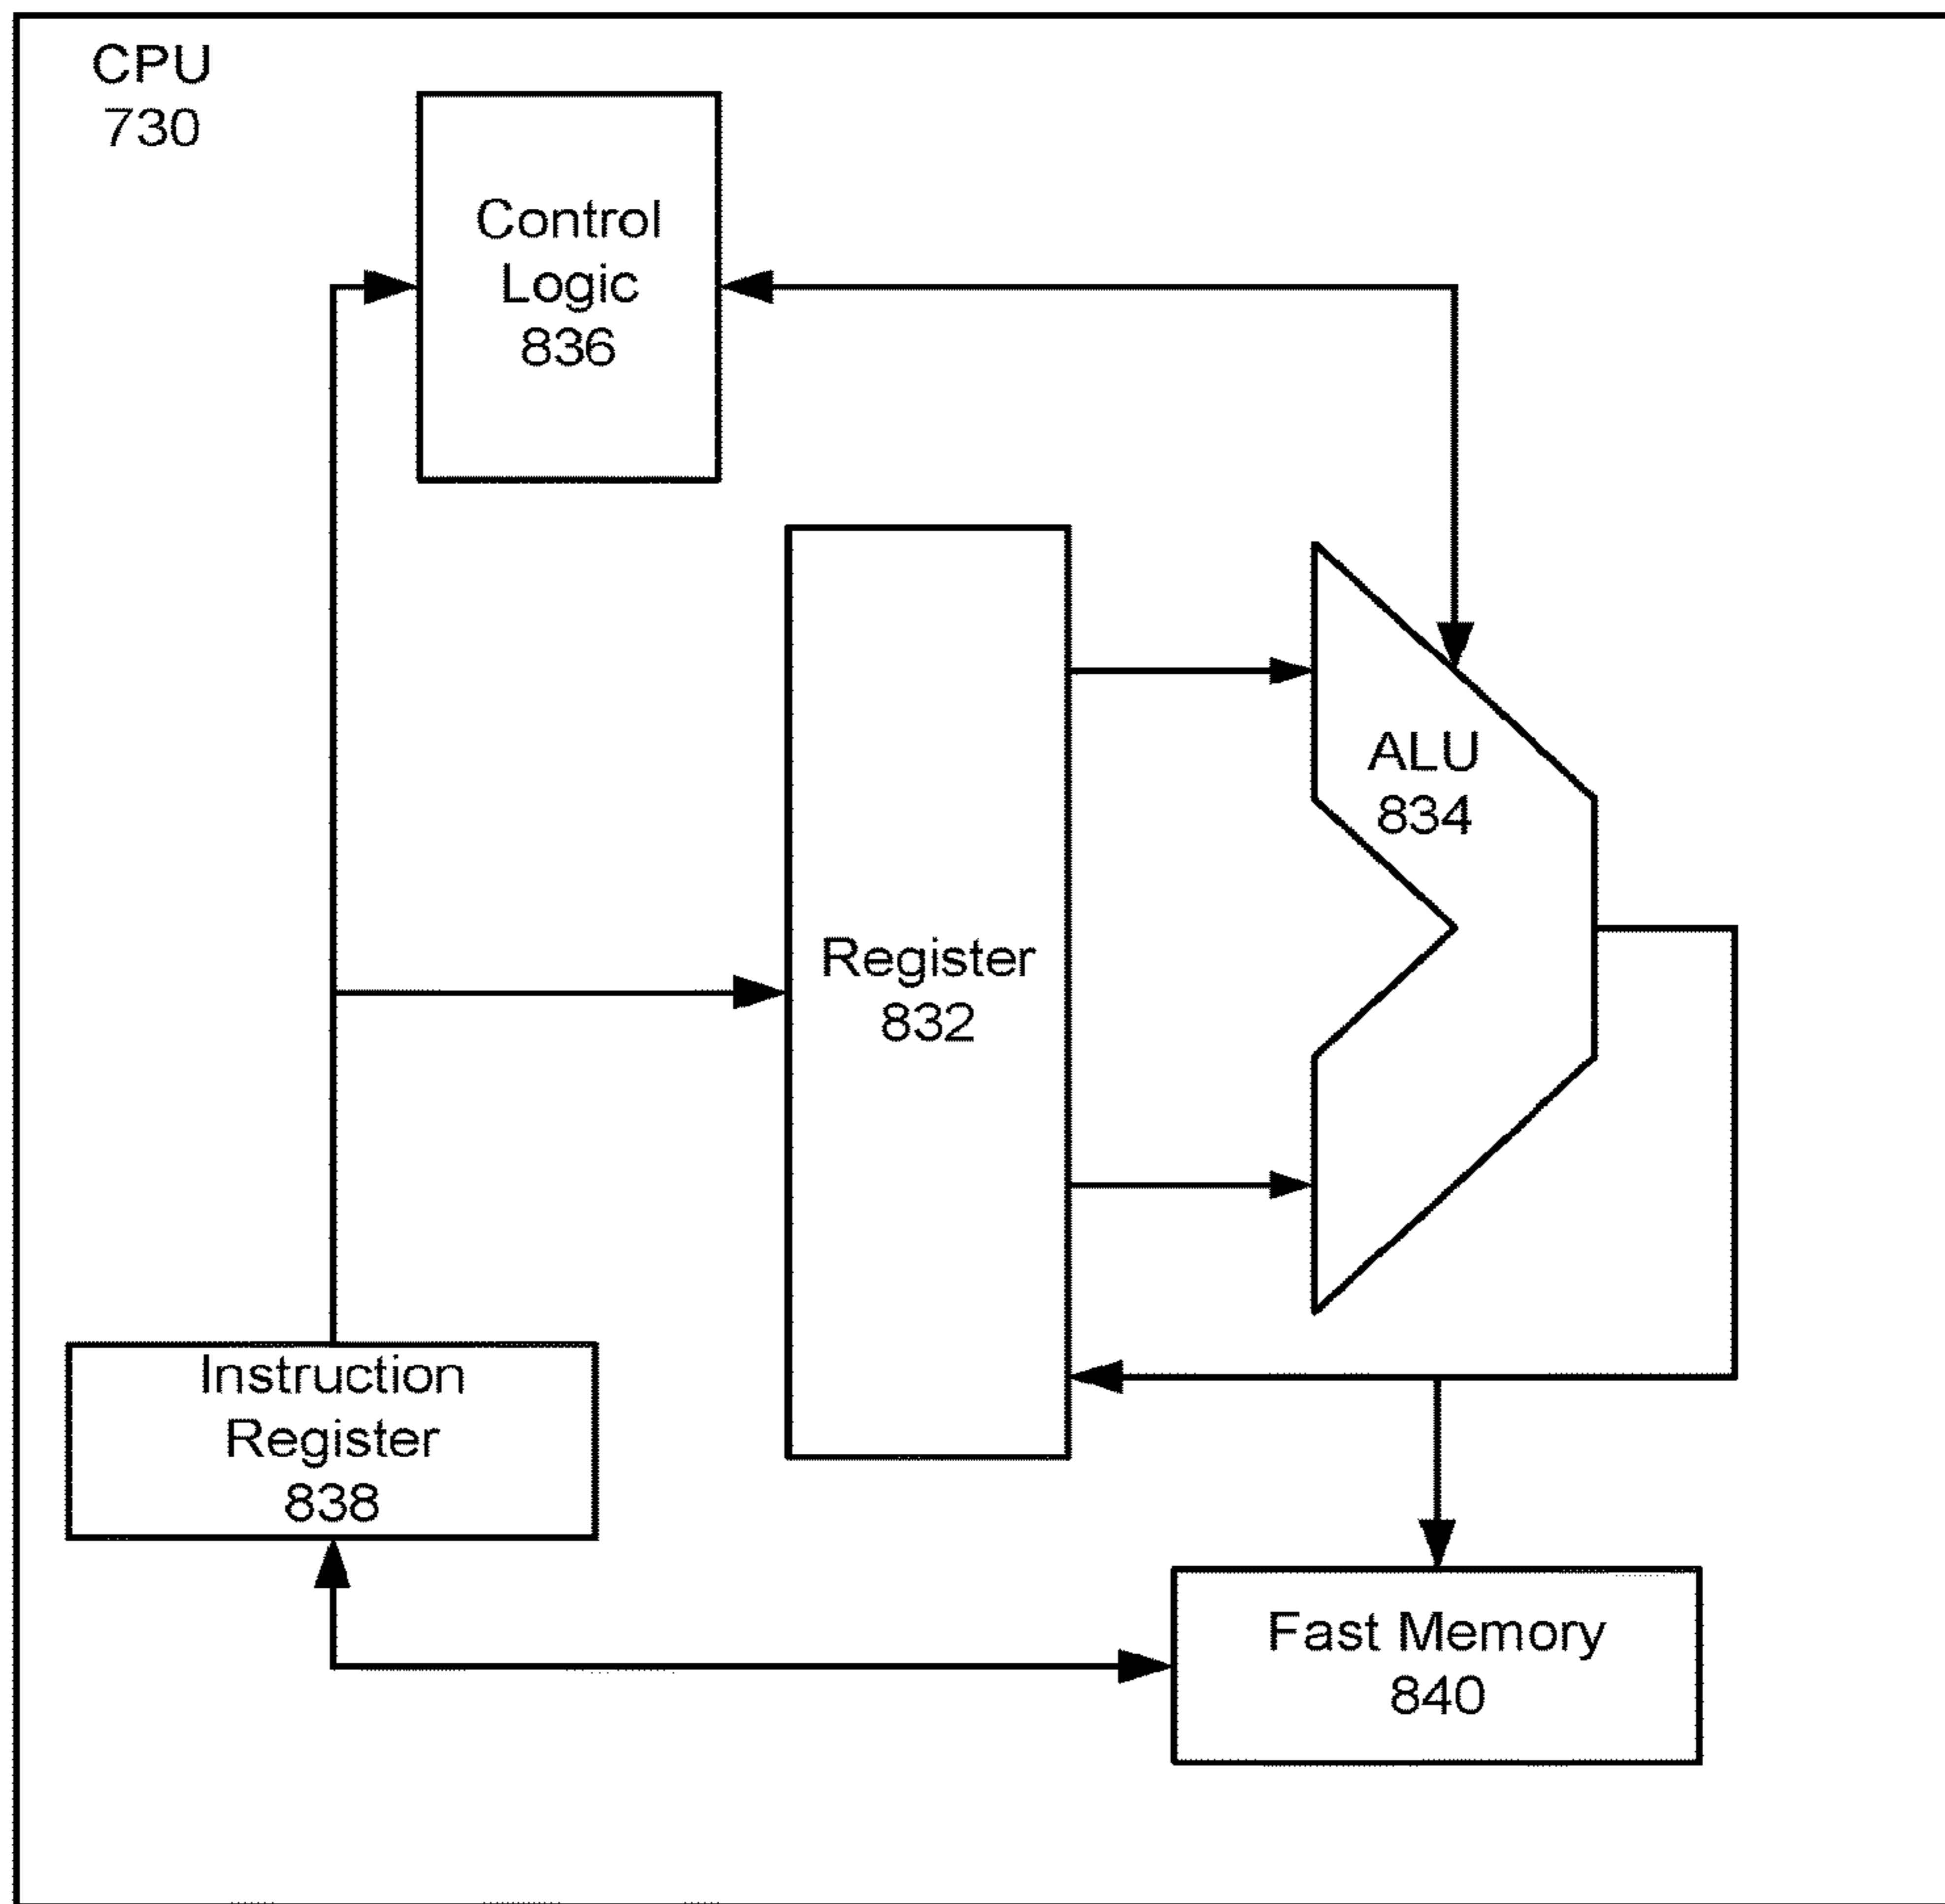 CPU
730
Control
Logic
836
ALU
834
Register
832
Instruction
Register
838
Fast Memory
840